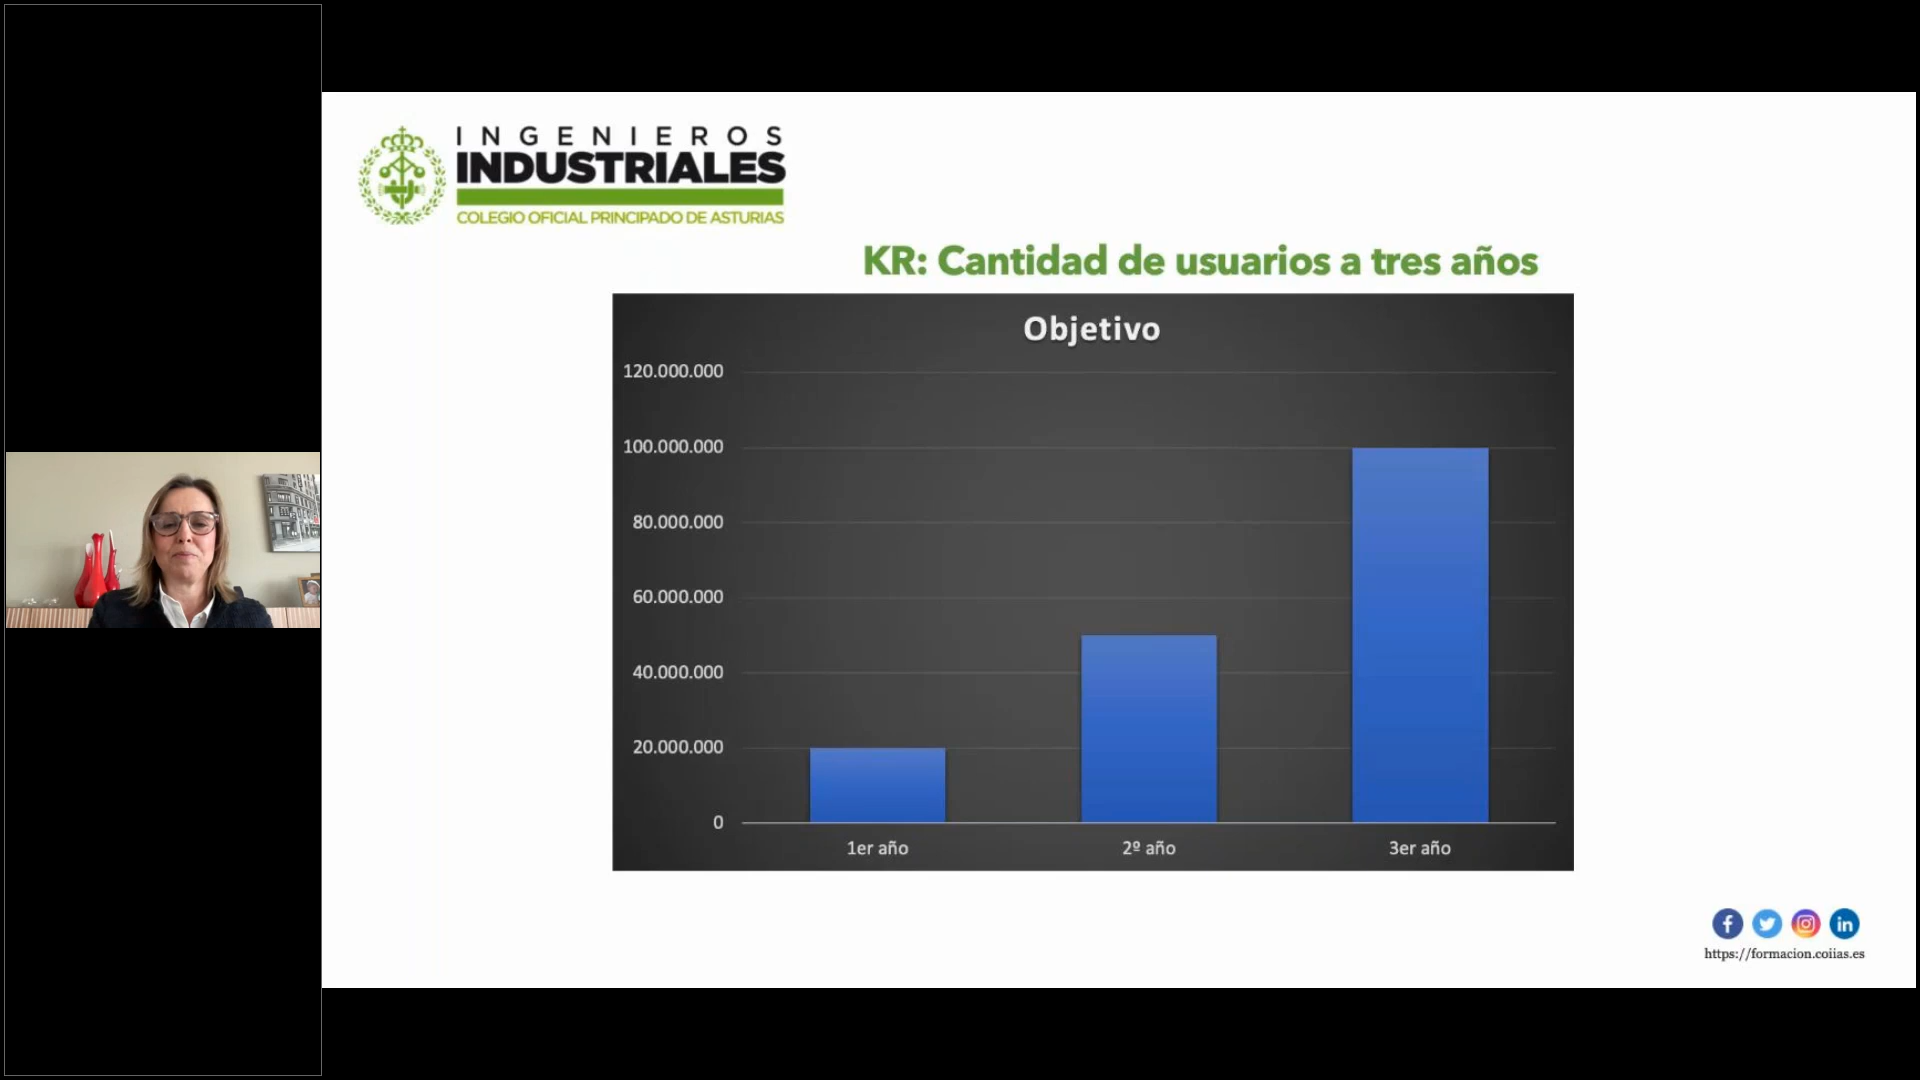 INGENIEROS
INDUSTRIALES
COLEGIO OFICIAL PRINCIPADO DE ASTURIAS
KR: Cantidad de usuarios a tres años
Objetivo
120.000.000
100.000.000
80.000.000
60.000.000
40.000.000
20.000.000
0
1er año 2º año 3er año
https://formacion.coiias.es